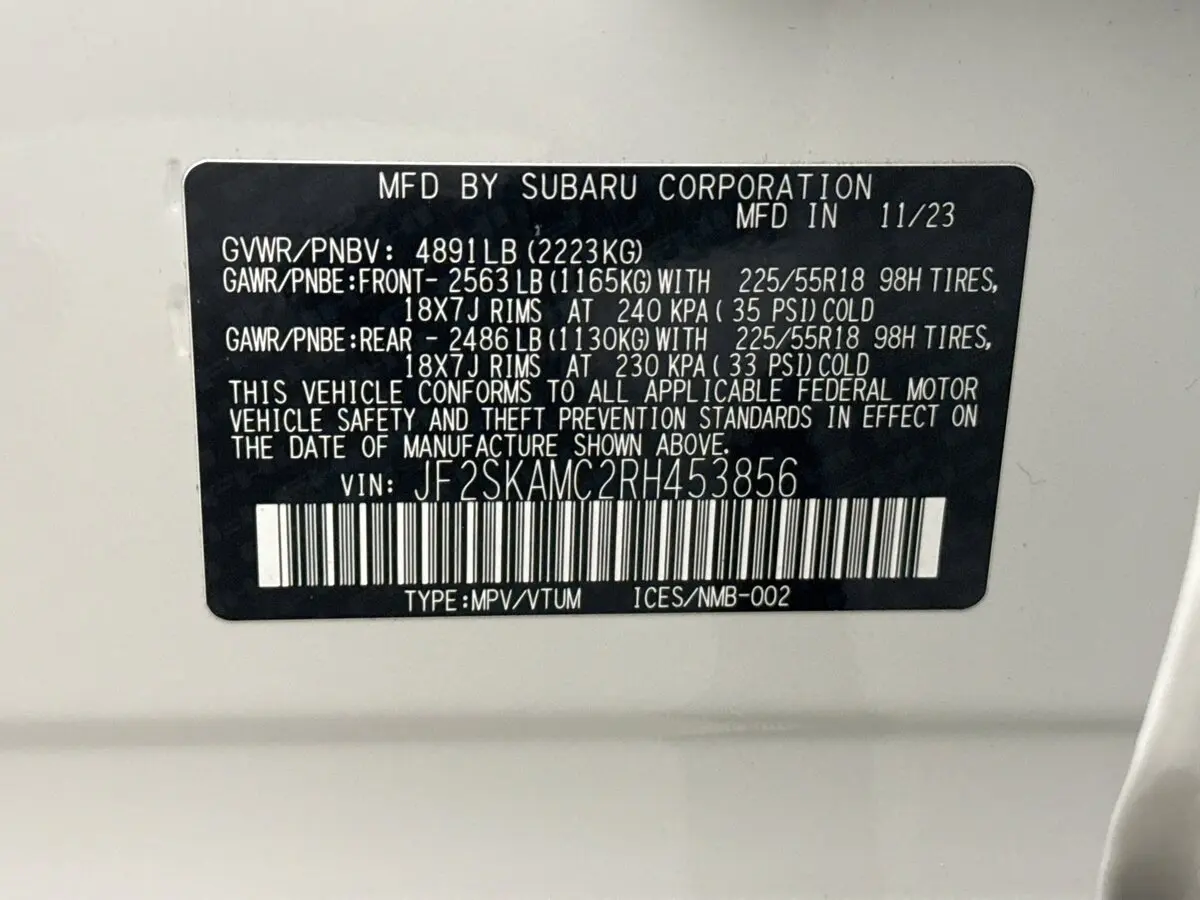 MFD BY SUBARU CORPORATION
MFD IN 11/23
GVWR/PNBV: 4891LB (2223KG)
GAWR/PNBE:FRONT- 2563 LB (1165KG) WITH 225/55R18 98H TIRES,
18X7J RIMS AT 240 KPA( 35 PSI) COLD
GAWR/PNBE:REAR - 2486 LB (1130KG) WITH 225/55R18 98H TIRES,
18X7J RIMS AT 230 KPA( 33 PSI) COLD
THIS VEHICLE CONFORMS TO ALL APPLICABLE FEDERAL MOTOR
VEHICLE SAFETY AND THEFT PREVENTION STANDARDS IN EFFECT ON
THE DATE OF MANUFACTURE SHOWN ABOVE.
VIN: JF2SKAMC2RH453856
TYPE:MPV/VTUM ICES/NMB-002